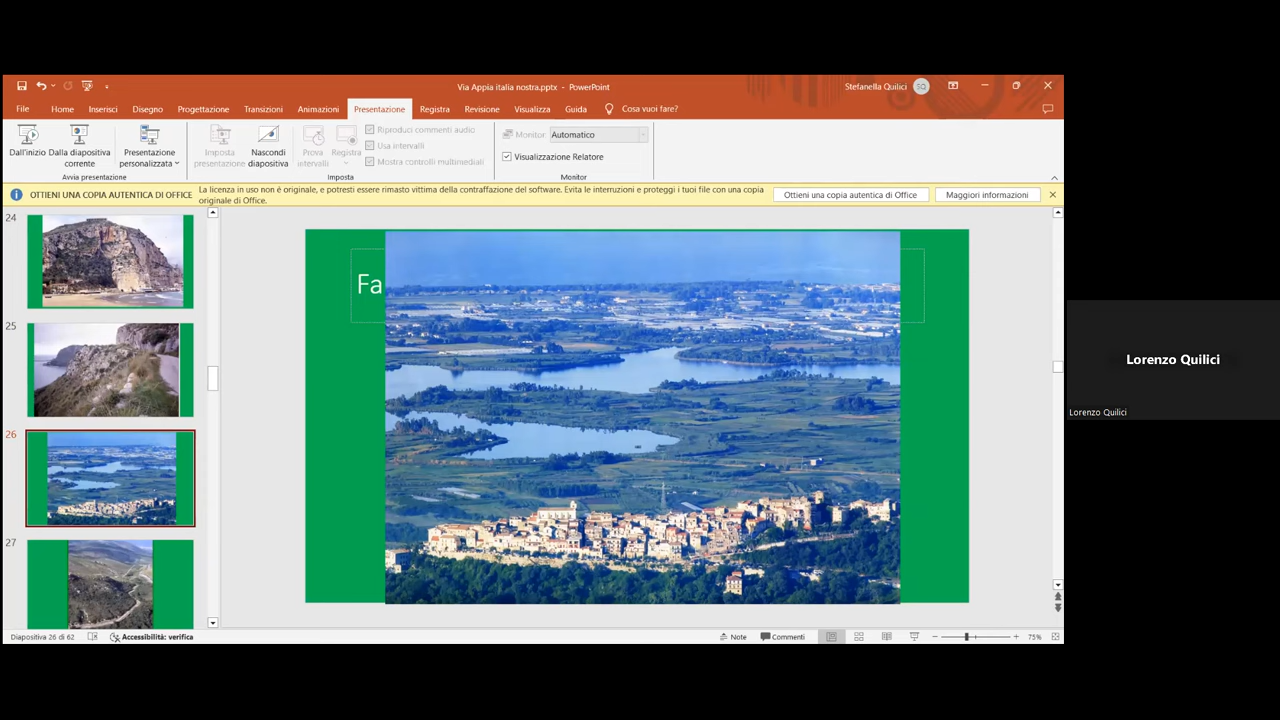 Via Appia italia nostra.pptx - PowerPoint
Stefanella Quilici
SQ
File Home Inserisci Disegno Progettazione Transizioni Animazioni Presentazione Registra Revisione Visualizza Guida Cosa vuoi fare?
Dall'inizio
Dalla diapositiva corrente
Presentazione personalizzata
Avvia presentazione
Imposta presentazione
Nascondi diapositiva
Prova intervalli
Registra
Riproduci commenti audio
Usa intervalli
Mostra controlli multimediali
Imposta
Monitor: Automatico
Visualizzazione Relatore
Monitor
OTTIENI UNA COPIA AUTENTICA DI OFFICE
La licenza in uso non è originale, e potresti essere rimasto vittima della contraffazione del software. Evita le interruzioni e proteggi i tuoi file con una copia
originale di Office.
Ottieni una copia autentica di Office
Maggiori informazioni
24
25
26
27
Fa
Lorenzo Quilici
Lorenzo Quilici
Diapositiva 26 di 62
Accessibilità: verifica
Note
Commenti
75%